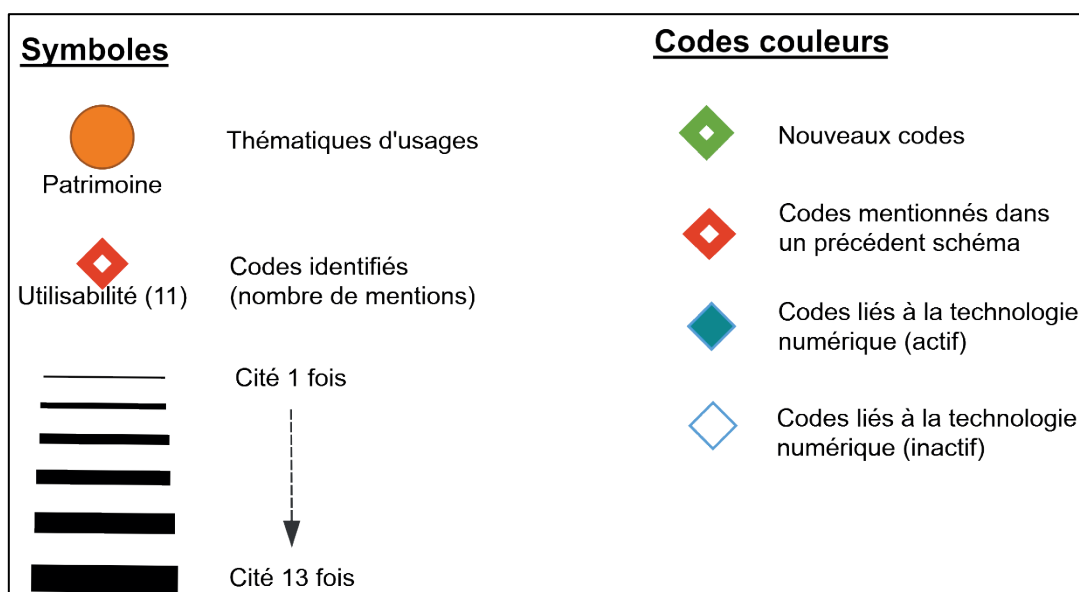 Symboles
Thématiques d'usages
Patrimoine
Codes identifiés
(nombre de mentions)
Utilisabilité (11)
Cité 1 fois
Cité 13 fois
Codes couleurs
Nouveaux codes
Codes mentionnés dans
un précédent schéma
Codes liés à la technologie
numérique (actif)
Codes liés à la technologie
numérique (inactif)